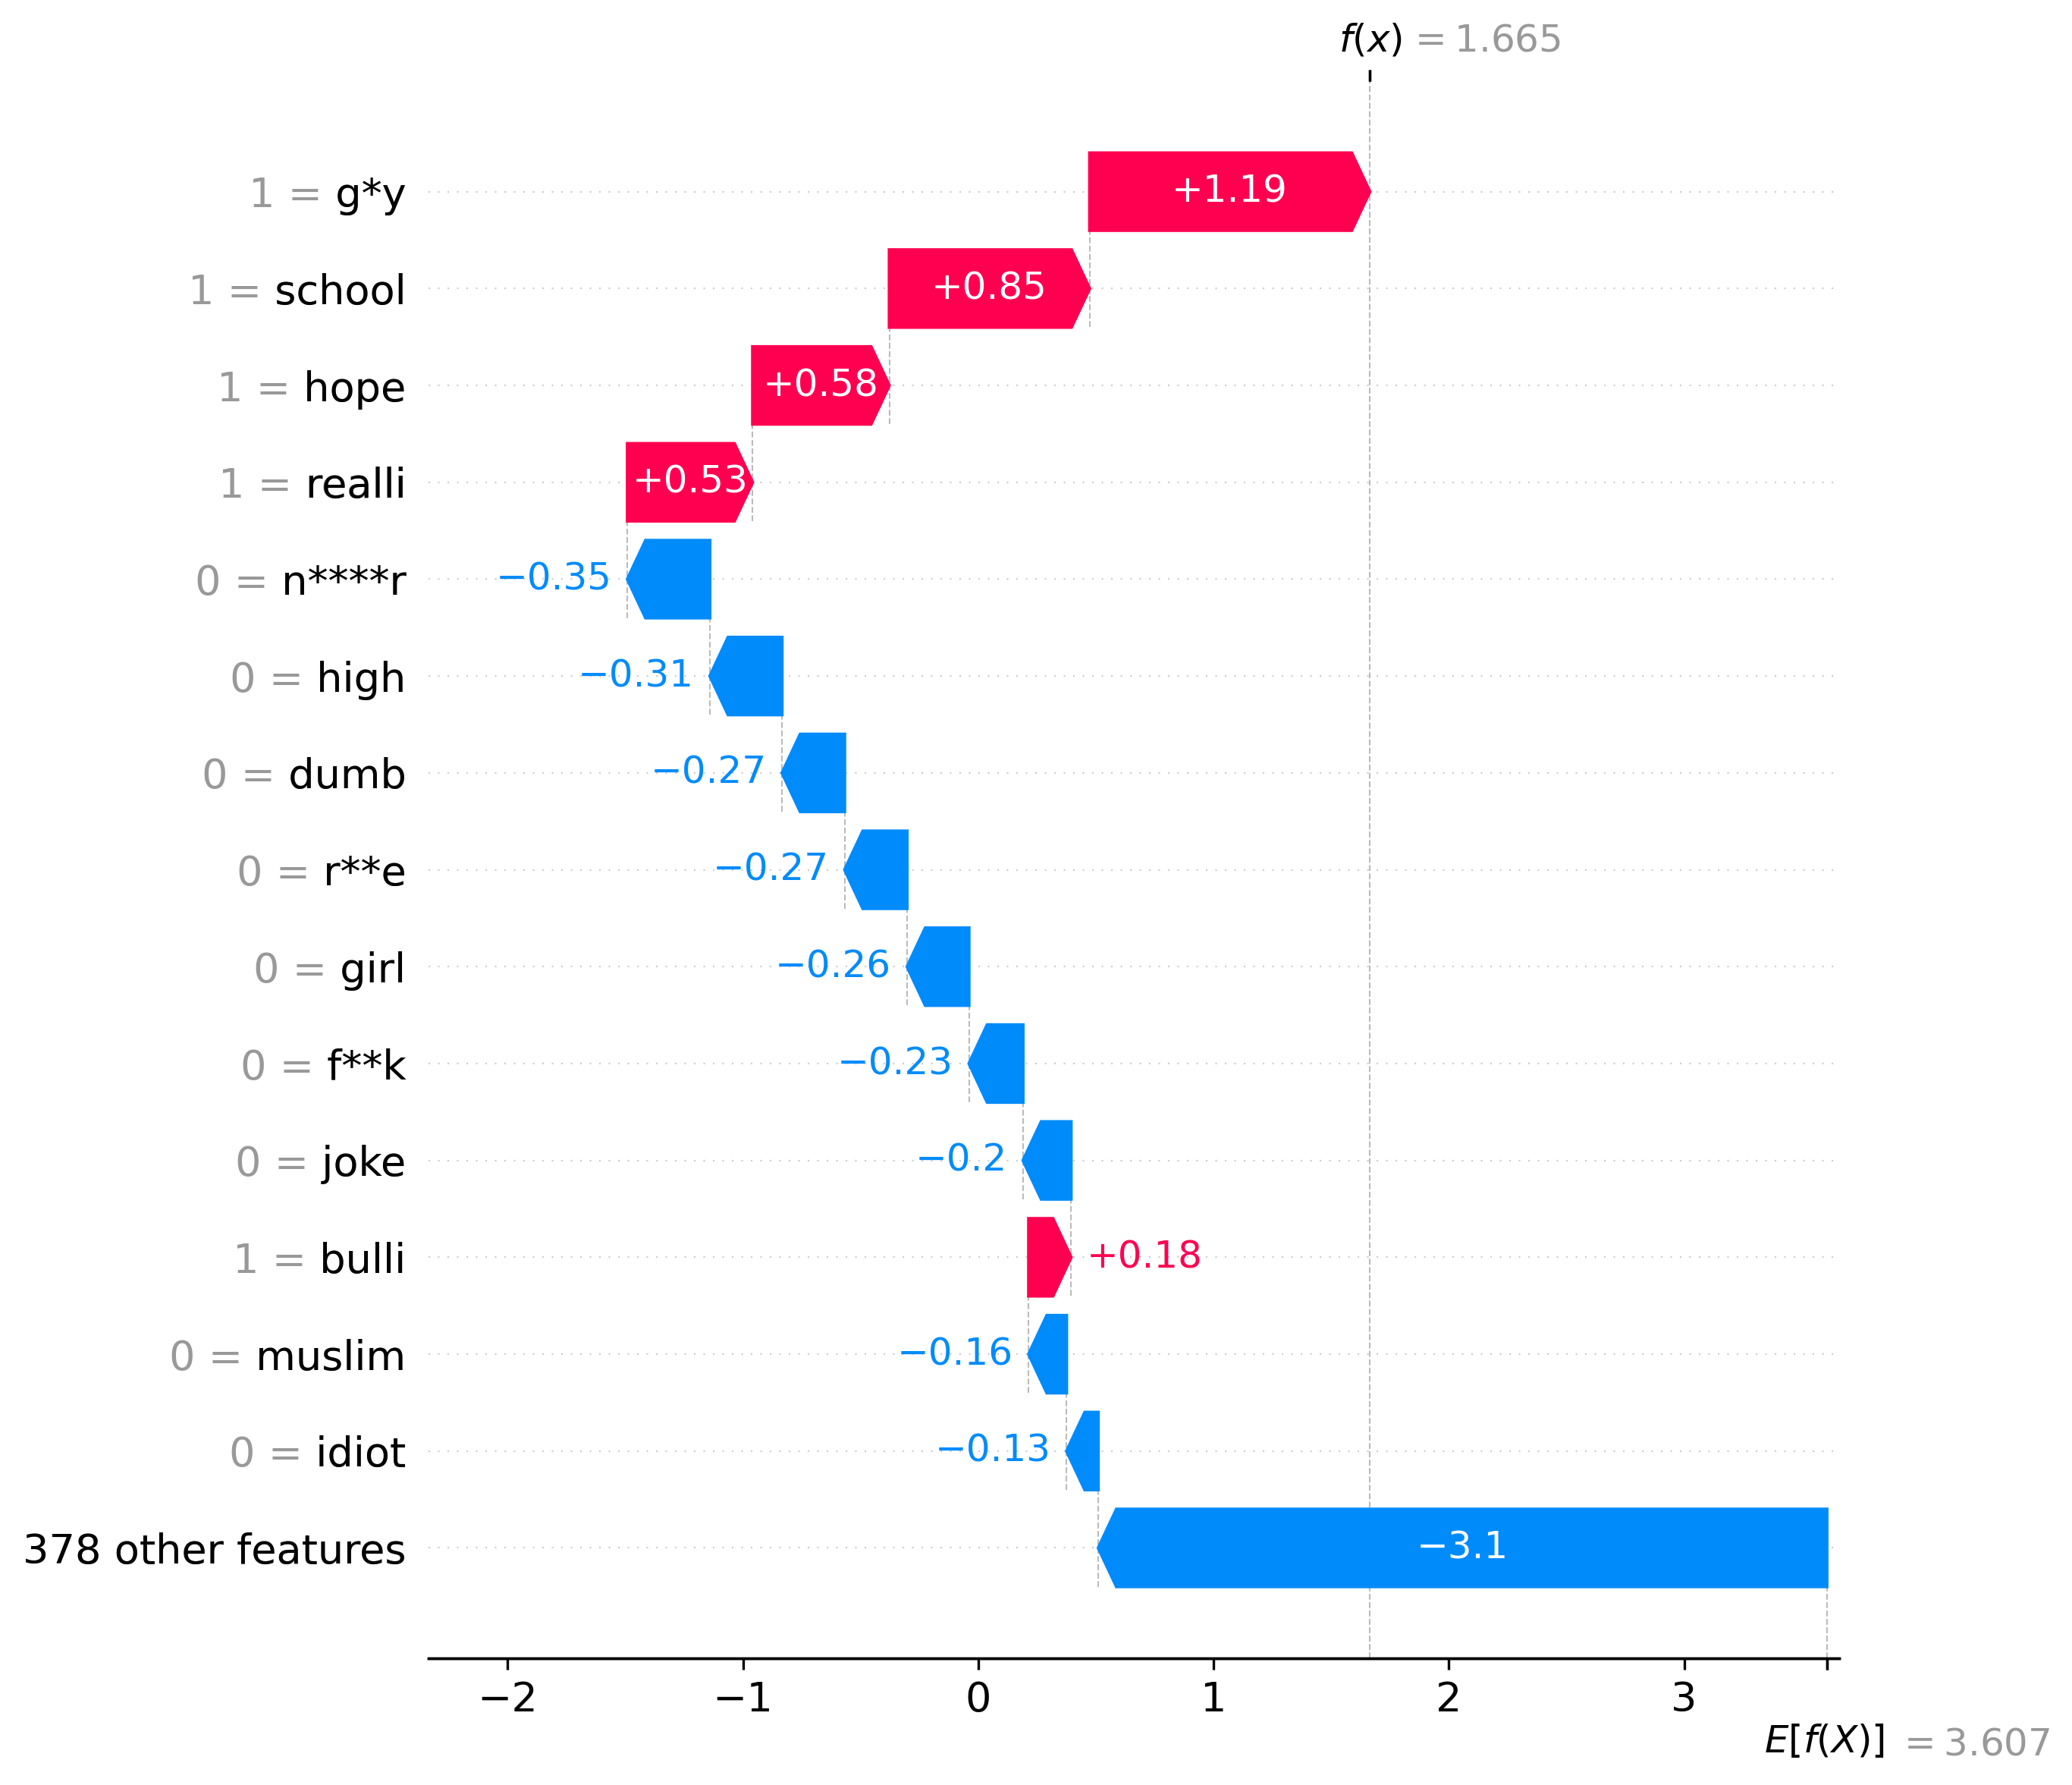 f(x) = 1.665
1 = g*y
+1.19
1 = school
+0.85
1 = hope
+0.58
1 = realli
+0.53
0 = n****r
−0.35
0 = high
−0.31
0 = dumb
−0.27
0 = r**e
−0.27
0 = girl
−0.26
0 = f**k
−0.23
0 = joke
−0.2
1 = bulli
+0.18
0 = muslim
−0.16
0 = idiot
−0.13
378 other features
−3.1
−2 −1 0 1 2 3
E[f(X)] = 3.607